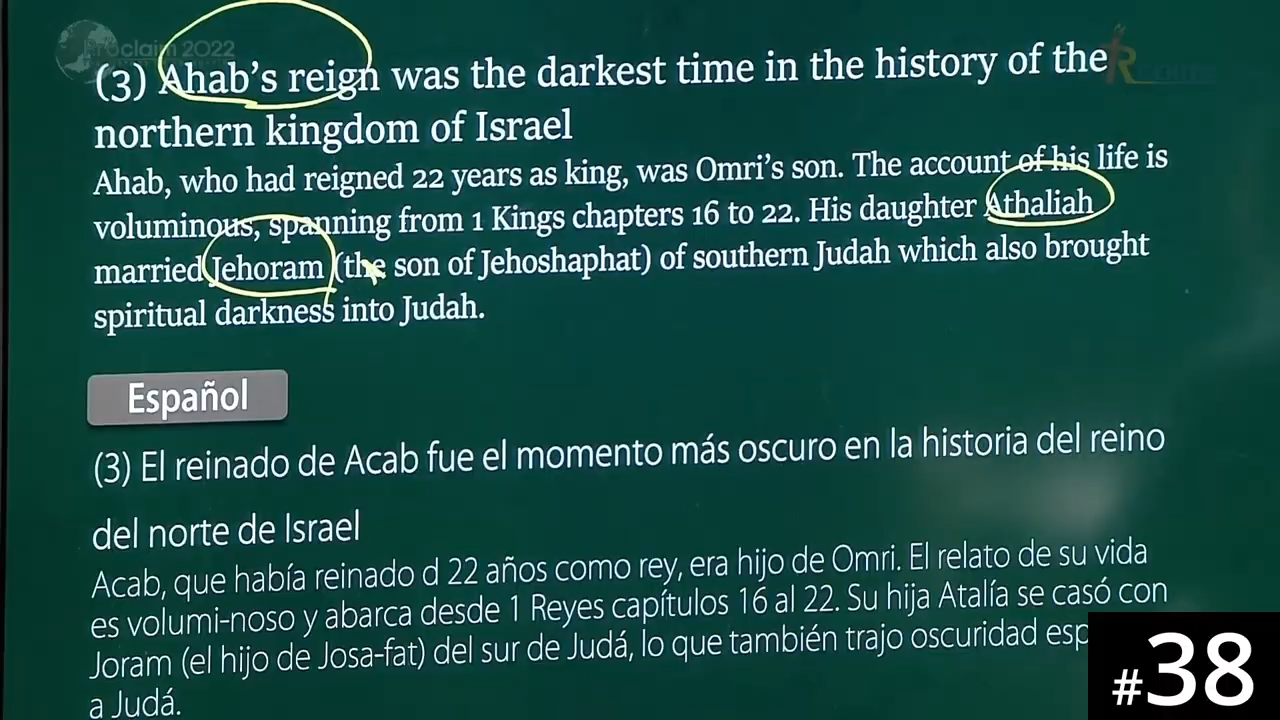 Proclaim 2022
(3) Ahab’s reign was the darkest time in the history of the
northern kingdom of Israel
Ahab, who had reigned 22 years as king, was Omri’s son. The account of his life is
voluminous, spanning from 1 Kings chapters 16 to 22. His daughter Athaliah
married Jehoram (the son of Jehoshaphat) of southern Judah which also brought
spiritual darkness into Judah.
Español
(3) El reinado de Acab fue el momento más oscuro en la historia del reino
del norte de Israel
Acab, que había reinado d 22 años como rey, era hijo de Omri. El relato de su vida
es volumi-noso y abarca desde 1 Reyes capítulos 16 al 22. Su hija Atalía se casó con
Joram (el hijo de Josa-fat) del sur de Judá, lo que también trajo oscuridad esp
a Judá.
#38